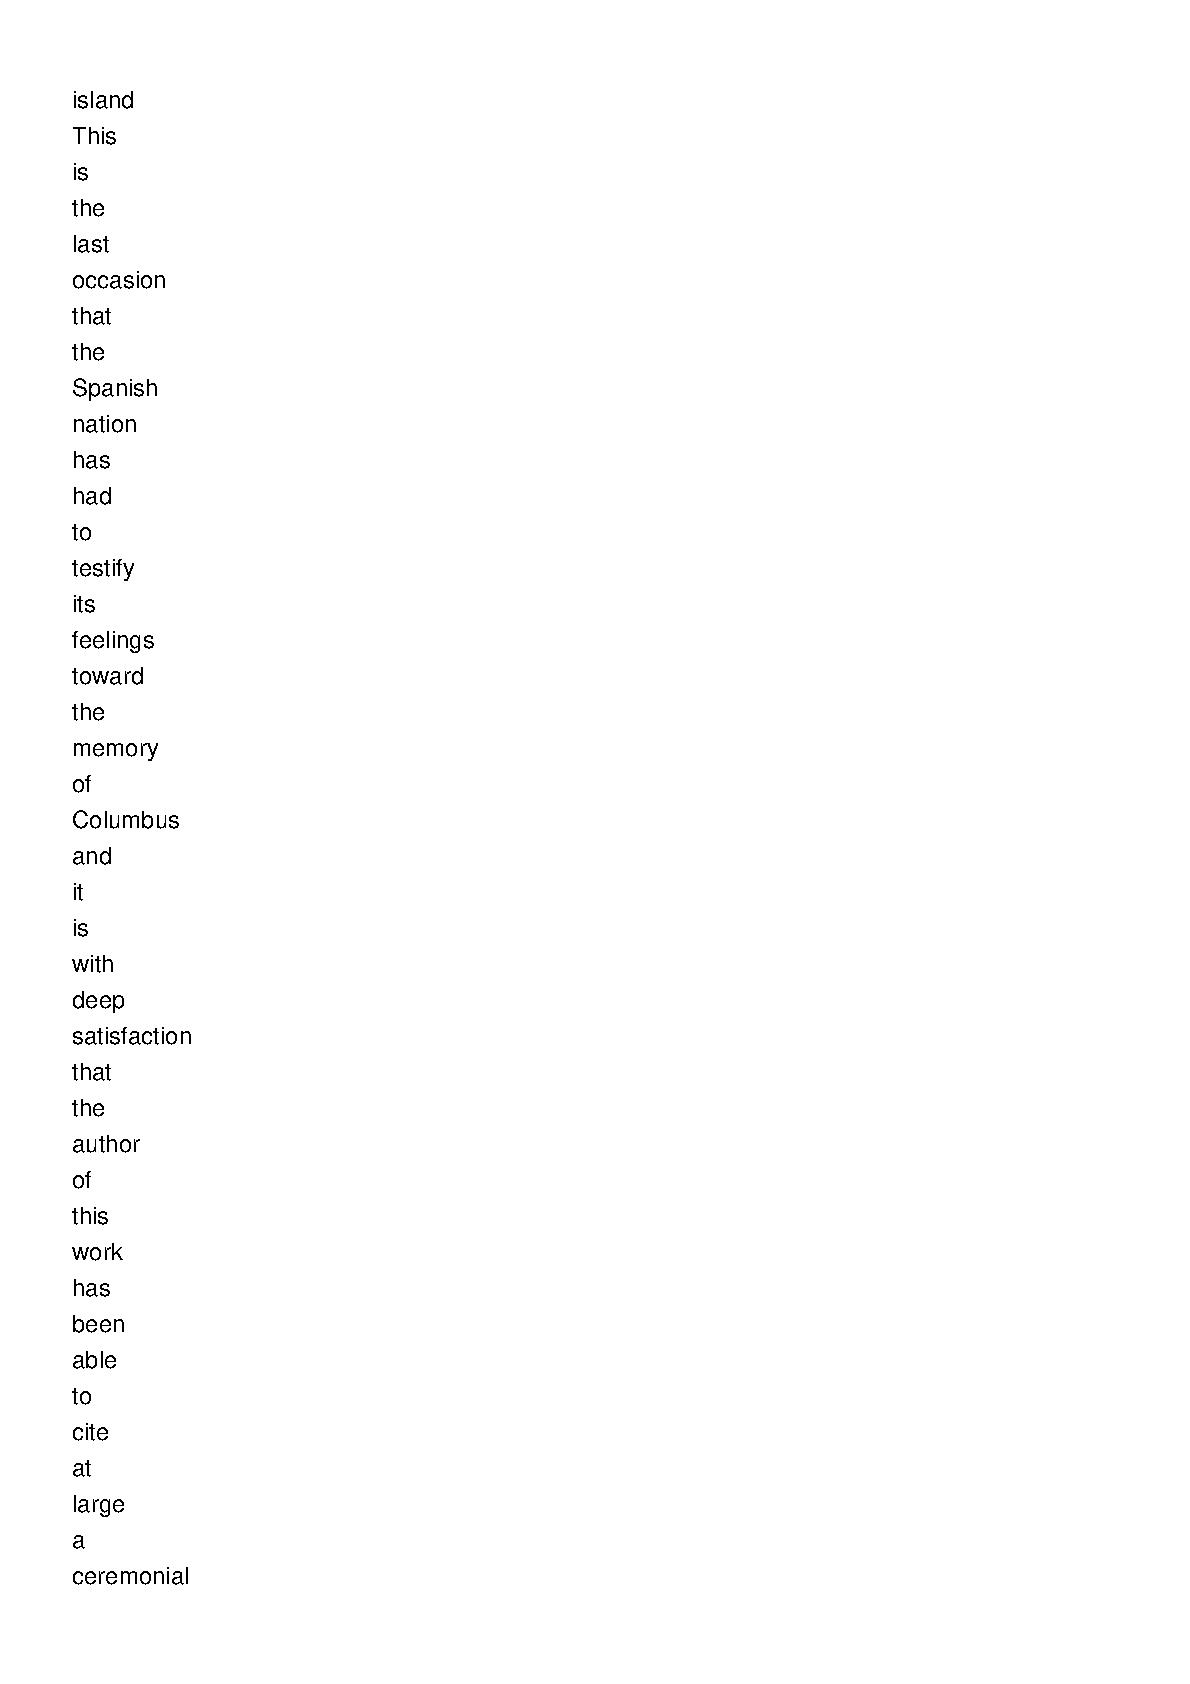 island
This
is
the
last
occasion
that
the
Spanish
nation
has
had
to
testify
its
feelings
toward
the
memory
of
Columbus
and
it
is
with
deep
satisfaction
that
the
author
of
this
work
has
been
able
to
cite
at
large
a
ceremonial